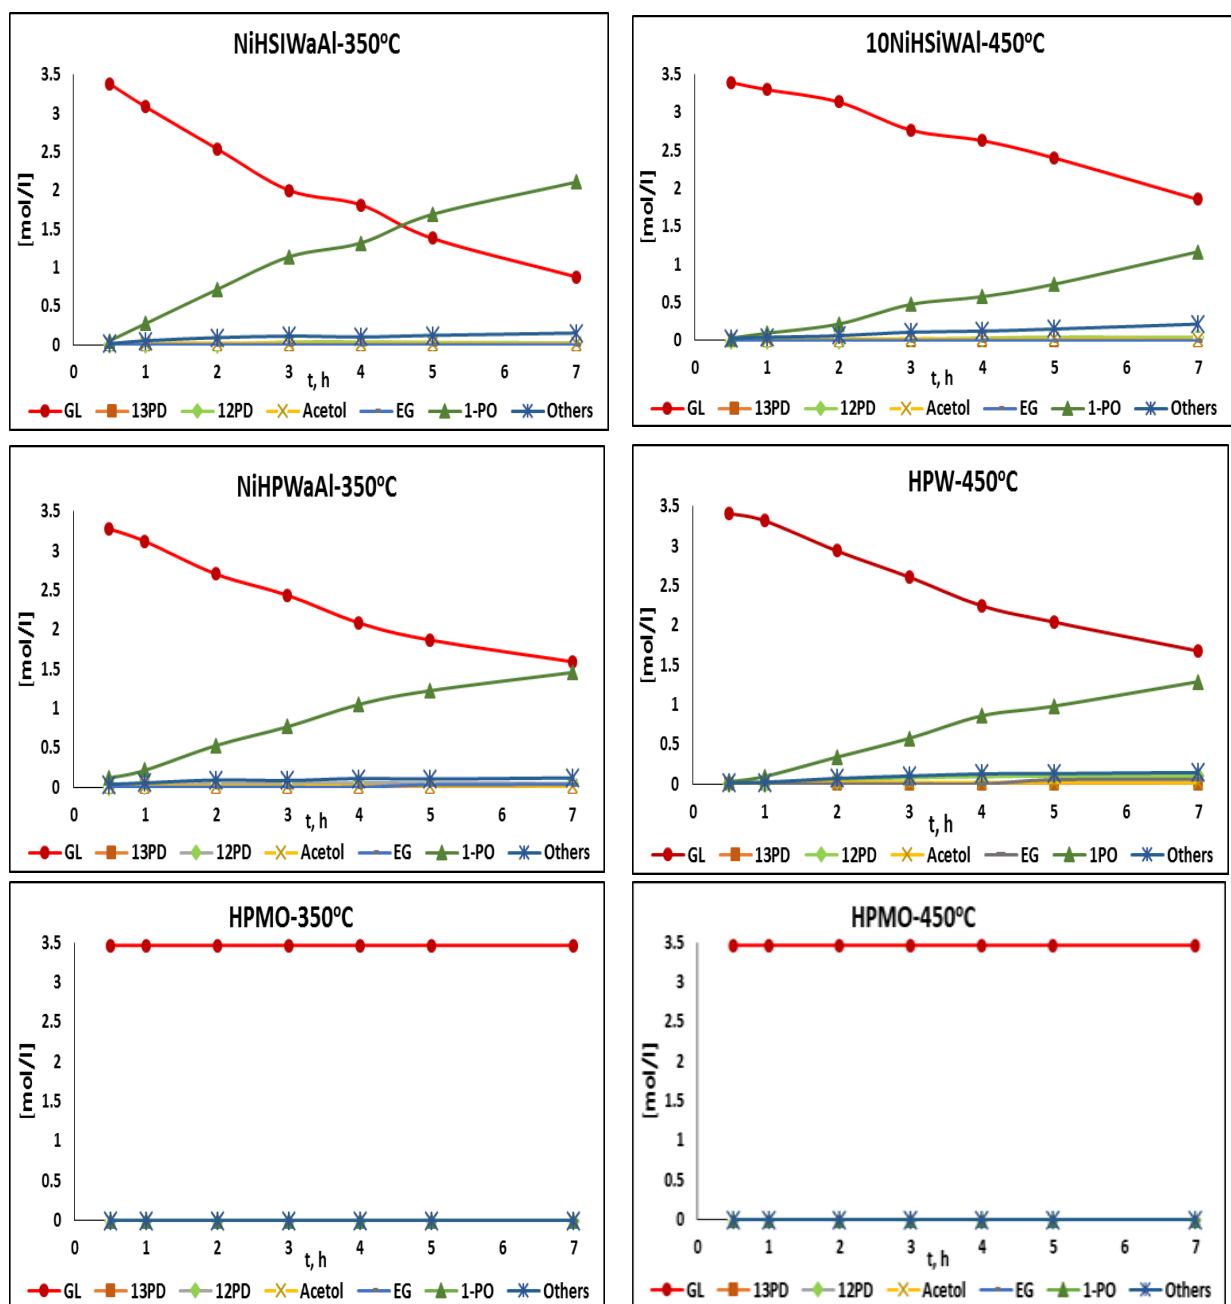 NiHSIWaAl-350ºC
3.5
3
2.5
2
1.5
1
0.5
0
[mol/l]
0 1 2 3 4 5 6 7
t, h
GL 13PD 12PD Acetol EG 1-PO Others
10NiHSiWAl-450ºC
3.5
3
2.5
2
1.5
1
0.5
0
[mol/l]
0 1 2 3 4 5 6 7
t, h
GL 13PD 12PD Acetol EG 1-PO Others
NiHPWaAl-350ºC
3.5
3
2.5
2
1.5
1
0.5
0
[mol/l]
0 1 2 3 4 5 6 7
t, h
GL 13PD 12PD Acetol EG 1-PO Others
HPW-450ºC
3.5
3
2.5
2
1.5
1
0.5
0
[mol/l]
0 1 2 3 4 5 6 7
t, h
GL 13PD 12PD Acetol EG 1PO Others
HPMO-350ºC
3.5
3
2.5
2
1.5
1
0.5
0
[mol/l]
0 1 2 3 4 5 6 7
t, h
GL 13PD 12PD Acetol EG 1-PO Others
HPMO-450ºC
3.5
3
2.5
2
1.5
1
0.5
0
[mol/l]
0 1 2 3 4 5 6 7
t, h
GL 13PD 12PD Acetol EG 1-PO Others